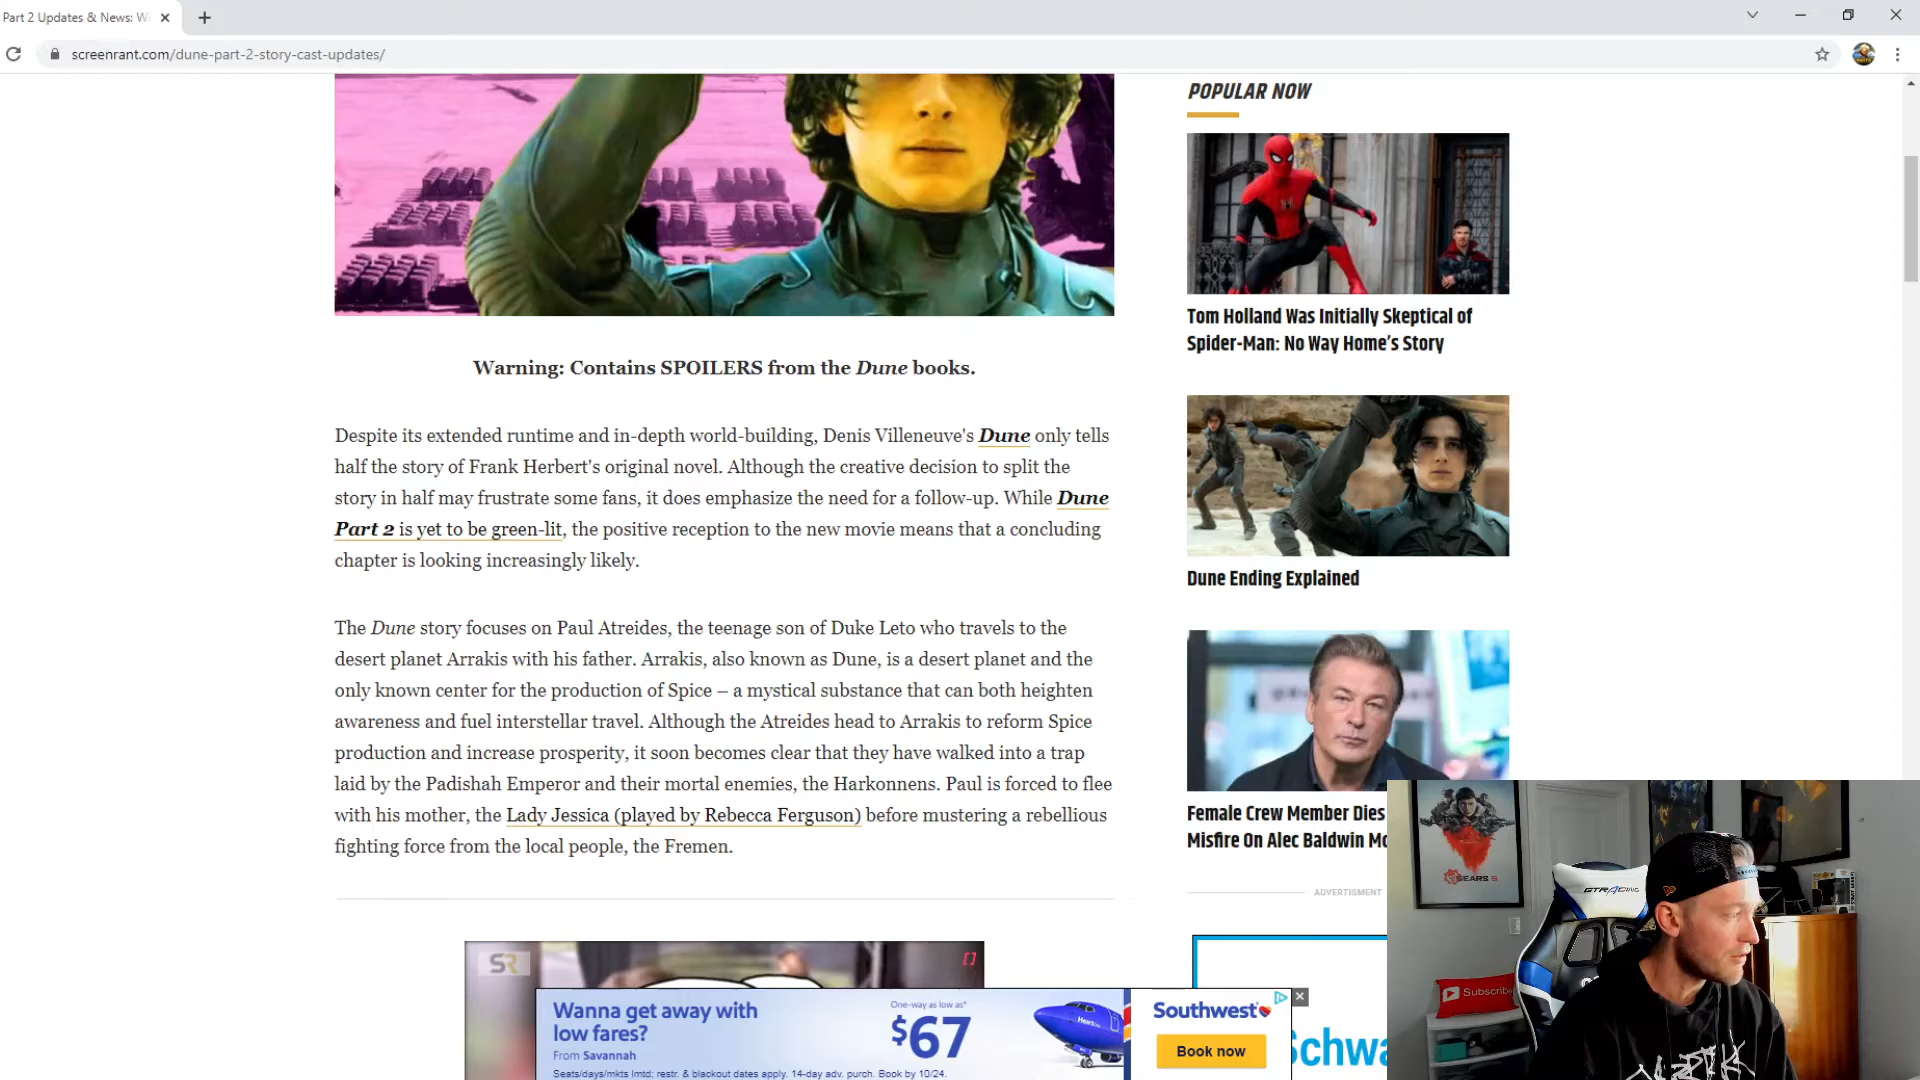 Part 2 Updates & News: W
screenrant.com/dune-part-2-story-cast-updates/
Warning: Contains SPOILERS from the Dune books.
Despite its extended runtime and in-depth world-building, Denis Villeneuve's Dune only tells
half the story of Frank Herbert's original novel. Although the creative decision to split the
story in half may frustrate some fans, it does emphasize the need for a follow-up. While Dune
Part 2 is yet to be green-lit, the positive reception to the new movie means that a concluding
chapter is looking increasingly likely.
The Dune story focuses on Paul Atreides, the teenage son of Duke Leto who travels to the
desert planet Arrakis with his father. Arrakis, also known as Dune, is a desert planet and the
only known center for the production of Spice – a mystical substance that can both heighten
awareness and fuel interstellar travel. Although the Atreides head to Arrakis to reform Spice
production and increase prosperity, it soon becomes clear that they have walked into a trap
laid by the Padishah Emperor and their mortal enemies, the Harkonnens. Paul is forced to flee
with his mother, the Lady Jessica (played by Rebecca Ferguson) before mustering a rebellious
fighting force from the local people, the Fremen.
SR
Wanna get away with
low fares?
From Savannah
Seats/days/mkts lmtd; restr. & blackout dates apply. 14-day adv. purch. Book by 10/24.
One-way as low as*
$67
Southwest
Book now
POPULAR NOW
Tom Holland Was Initially Skeptical of
Spider-Man: No Way Home's Story
Dune Ending Explained
Female Crew Member Dies
Misfire On Alec Baldwin Mo
ADVERTISMENT
Schwa
GEARS 5
GTRACING
Subscribe